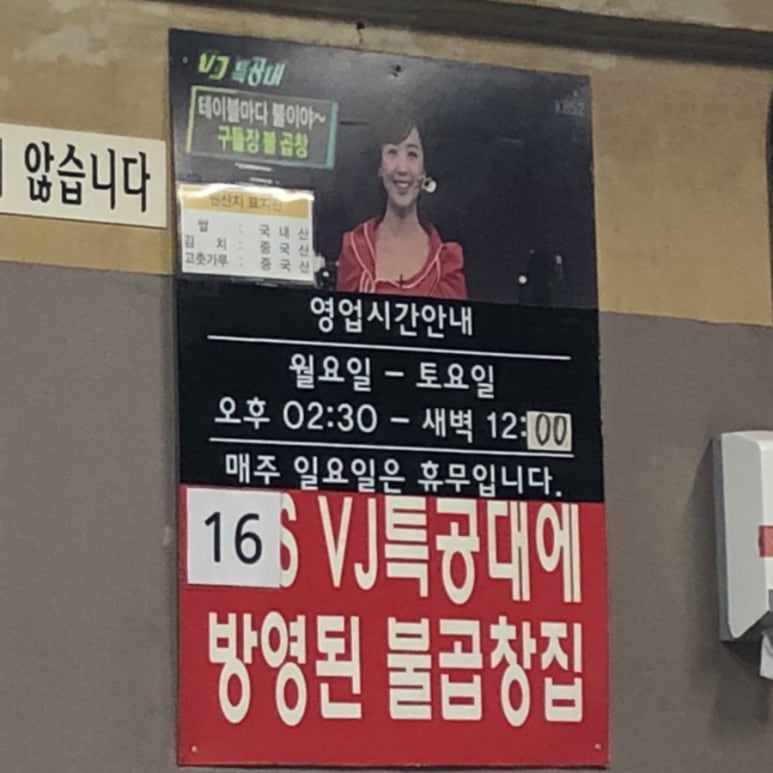 않습니다
VJ 특공대
KBS2
테이블마다 불이야~
구들장 불 곱창
원산지 표지판
쌀 : 국내산
김치 : 중국산
고춧가루 : 중국산
영업시간안내
월요일 - 토요일
오후 02:30 - 새벽 12:00
매주 일요일은 휴무입니다.
16 S VJ특공대에
방영된 불곱창집